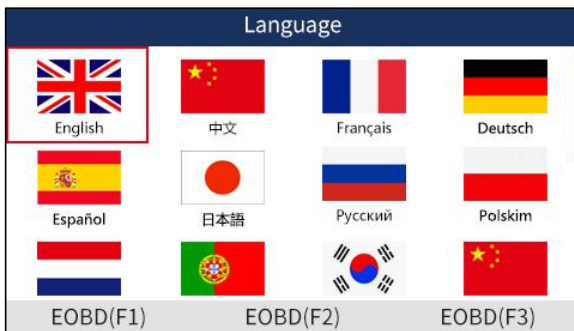 Language
English 中文 Français Deutsch
Español 日本語 Русский Polskim
EOBD(F1) EOBD(F2) EOBD(F3)